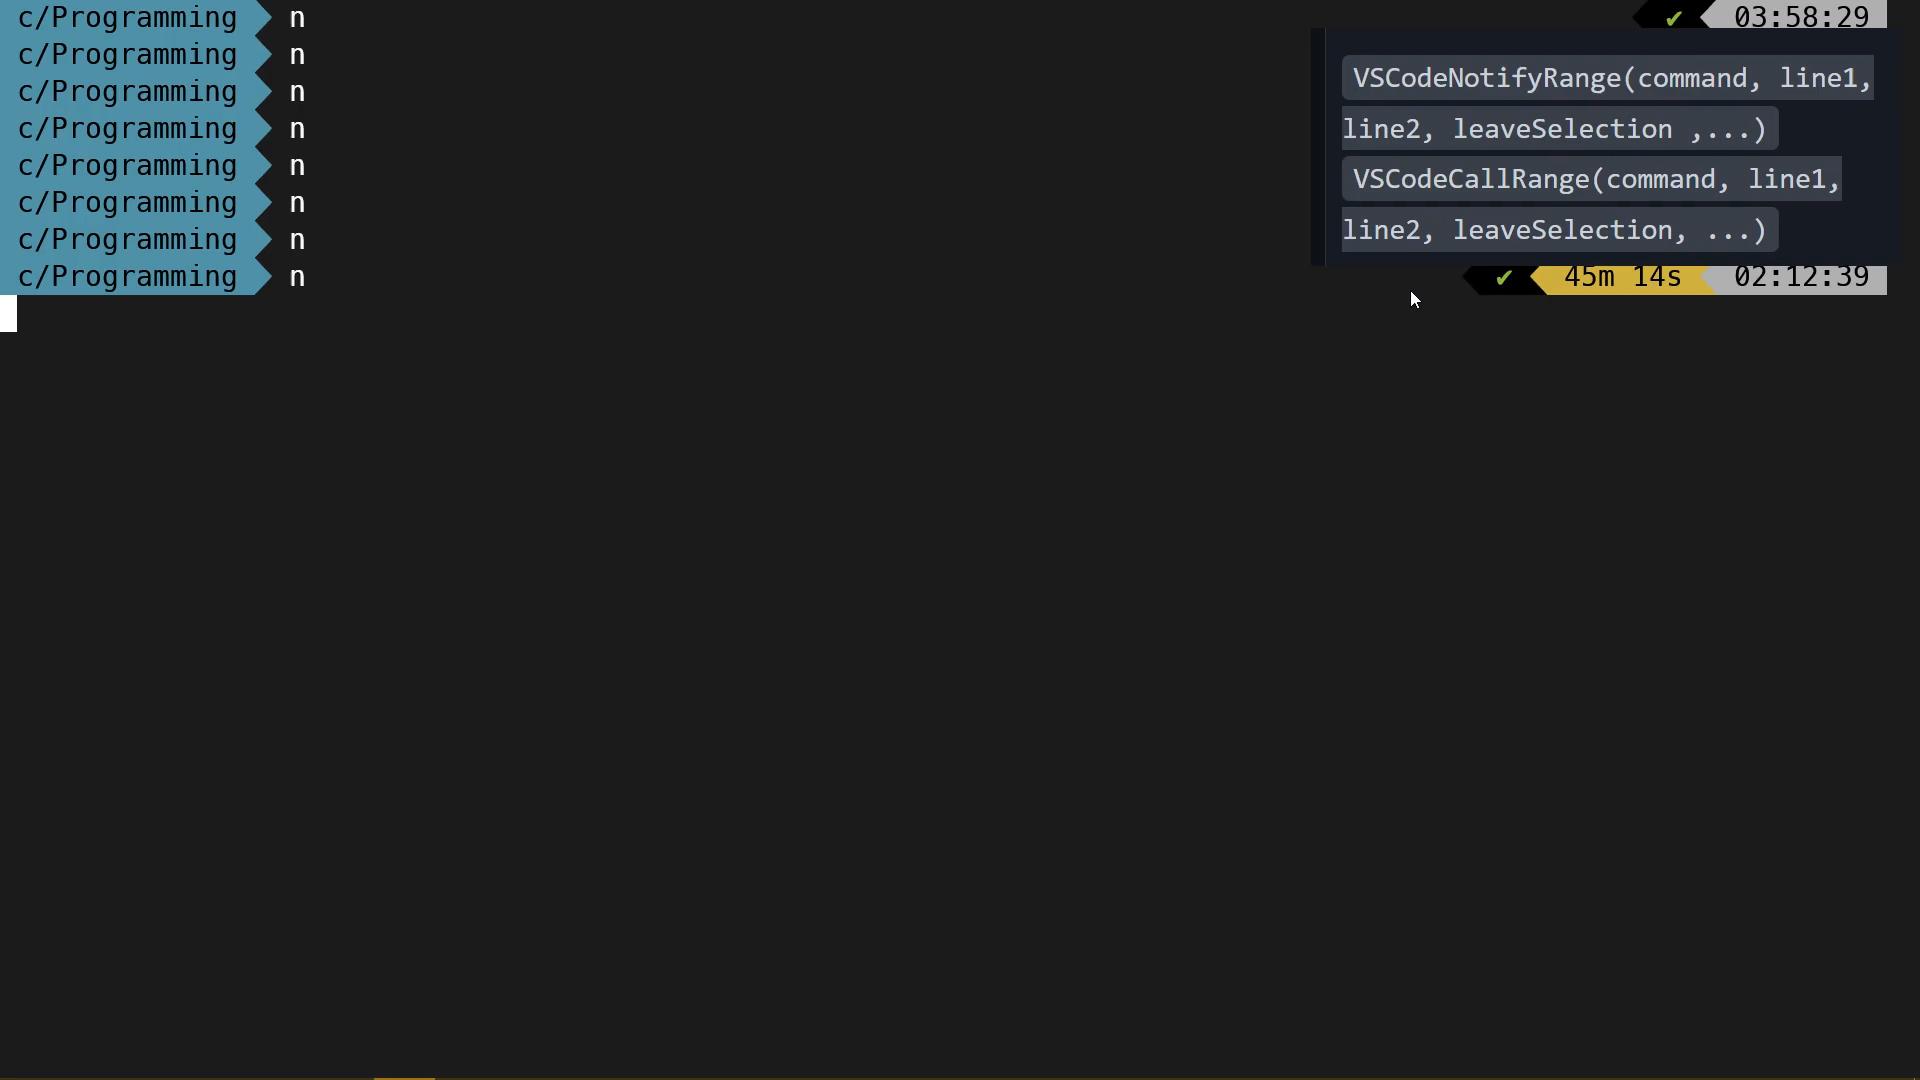 c/Programming n ✔ 03:58:29
c/Programming n
VSCodeNotifyRange(command, line1,
c/Programming n
c/Programming n
line2, leaveSelection ,...)
c/Programming n
VSCodeCallRange(command, line1,
c/Programming n
c/Programming n
line2, leaveSelection, ...)
c/Programming n ✔ 45m 14s 02:12:39